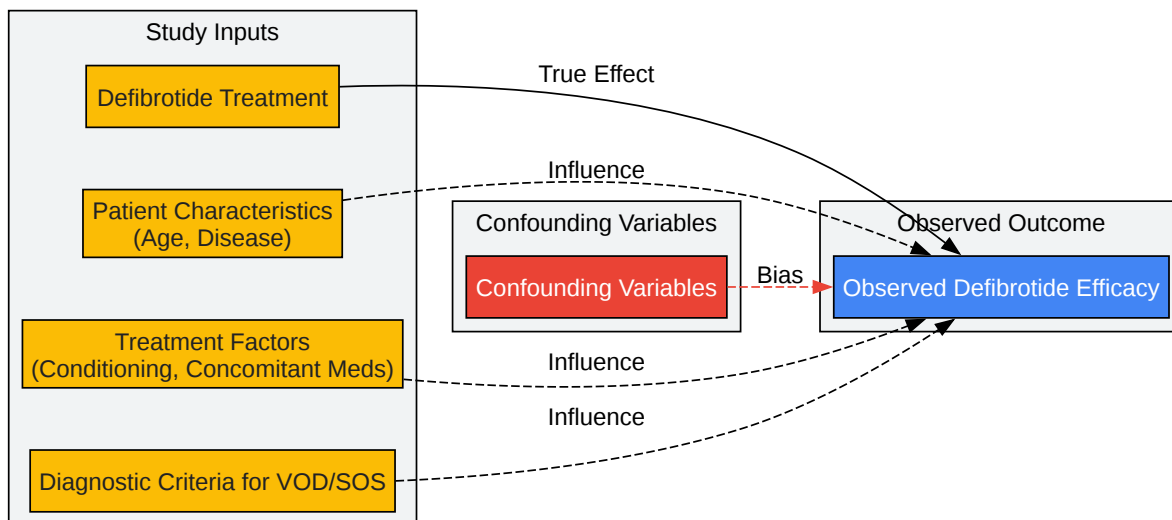 Study Inputs
Defibrotide Treatment
True Effect
Patient Characteristics
(Age, Disease)
Influence
Confounding Variables
Confounding Variables
Bias
Observed Outcome
Observed Defibrotide Efficacy
Treatment Factors
(Conditioning, Concomitant Meds)
Influence
Influence
Diagnostic Criteria for VOD/SOS